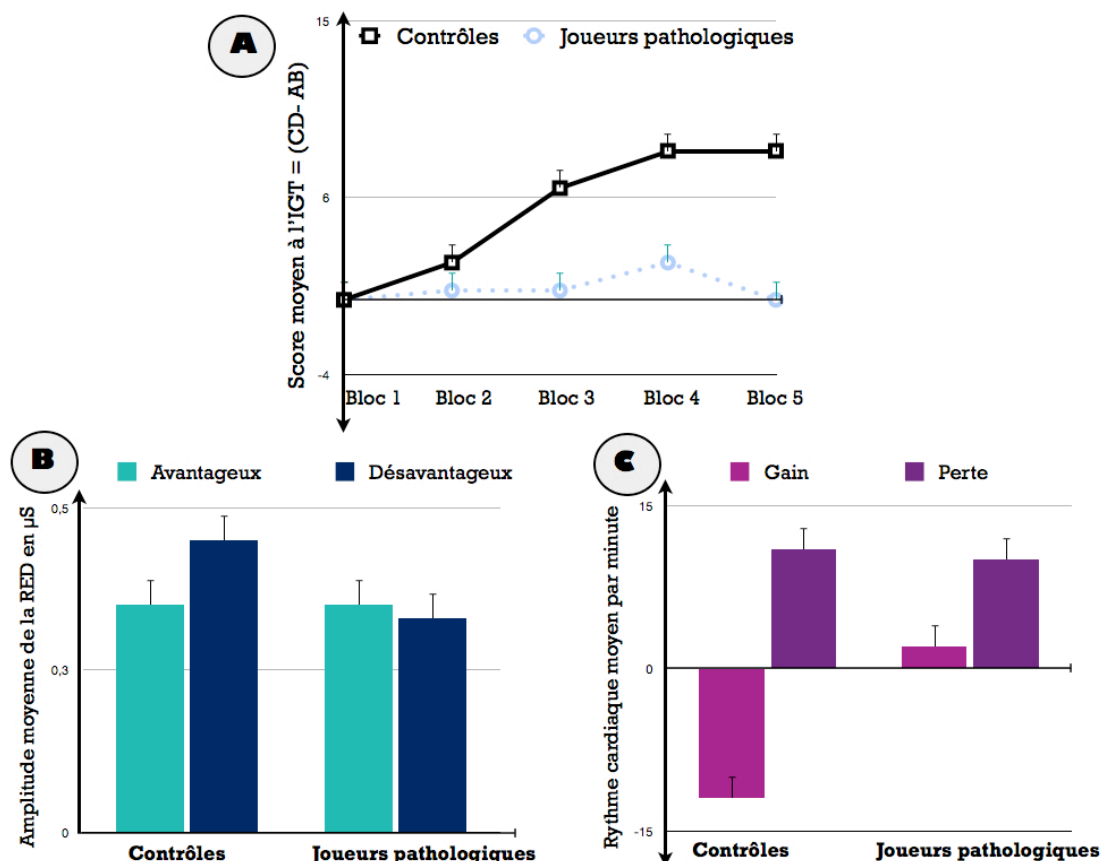 A
Score moyen à l'IGT = (CD- AB)
Contrôles
Joueurs pathologiques
15
6
-4
Bloc 1
Bloc 2
Bloc 3
Bloc 4
Bloc 5
B
Avantageux
Désavantageux
Amplitude moyenne de la RED en µS
0,5
0,3
0
Contrôles
Joueurs pathologiques
C
Gain
Perte
Rythme cardiaque moyen par minute
15
0
-15
Contrôles
Joueurs pathologiques